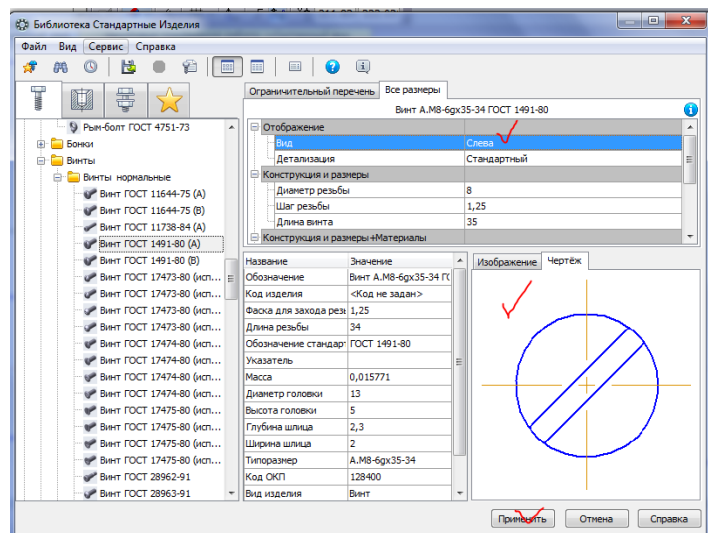 Библиотека Стандартные Изделия
Файл Вид Сервис Справка
Ограничительный перечень Все размеры
Винт А.М8-6gх35-34 ГОСТ 1491-80
Рым-болт ГОСТ 4751-73
Бонки
Винты
Винты нормальные
Винт ГОСТ 11644-75 (А)
Винт ГОСТ 11644-75 (В)
Винт ГОСТ 11738-84 (А)
Винт ГОСТ 1491-80 (А)
Винт ГОСТ 1491-80 (В)
Винт ГОСТ 17473-80 (исп...
Винт ГОСТ 17473-80 (исп...
Винт ГОСТ 17473-80 (исп...
Винт ГОСТ 17473-80 (исп...
Винт ГОСТ 17474-80 (исп...
Винт ГОСТ 17474-80 (исп...
Винт ГОСТ 17474-80 (исп...
Винт ГОСТ 17474-80 (исп...
Винт ГОСТ 17475-80 (исп...
Винт ГОСТ 17475-80 (исп...
Винт ГОСТ 17475-80 (исп...
Винт ГОСТ 17475-80 (исп...
Винт ГОСТ 28962-91
Винт ГОСТ 28963-91
Отображение
Вид Слева
Детализация Стандартный
Конструкция и размеры
Диаметр резьбы 8
Шаг резьбы 1,25
Длина винта 35
Конструкция и размеры+Материалы
Название Значение
Обозначение Винт А.М8-6gх35-34 ГО
Код изделия <Код не задан>
Фаска для захода резь 1,25
Длина резьбы 34
Обозначение стандар ГОСТ 1491-80
Указатель
Масса 0,015771
Диаметр головки 13
Высота головки 5
Глубина шлица 2,3
Ширина шлица 2
Типоразмер А.М8-6gх35-34
Код ОКП 128400
Вид изделия Винт
Изображение Чертёж
Применить Отмена Справка